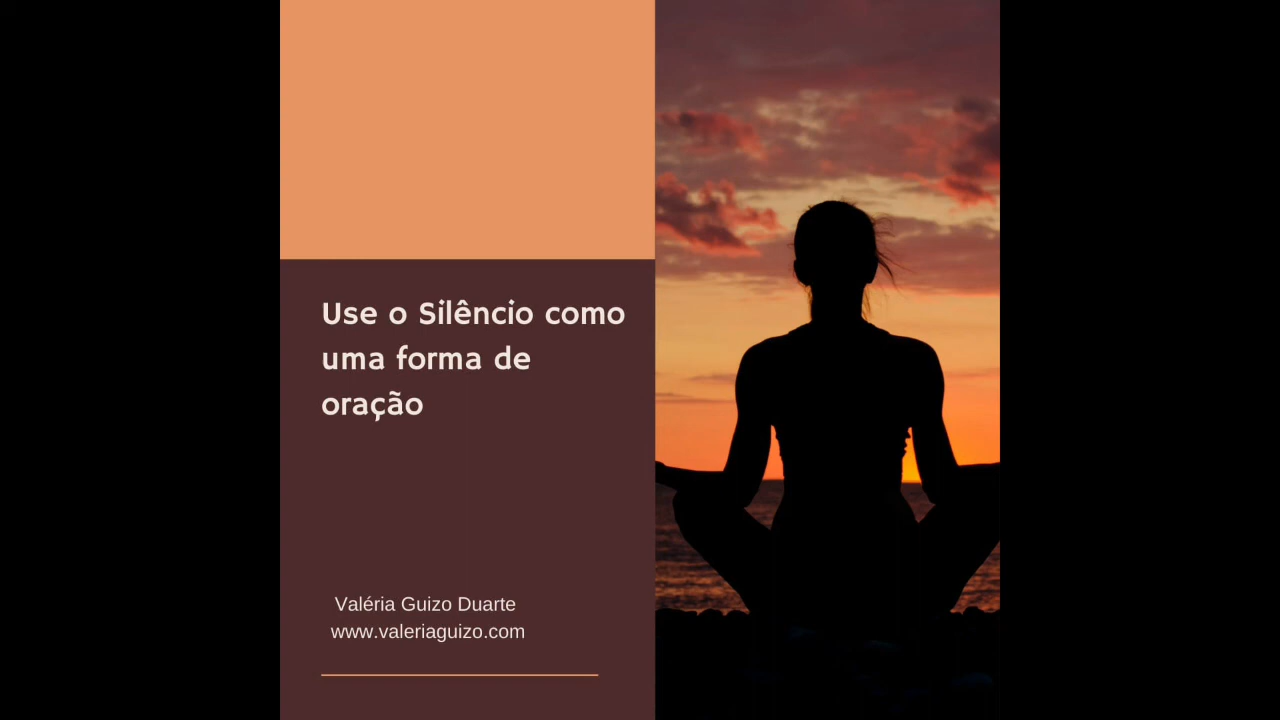 Use o Silêncio como
uma forma de
oração
Valéria Guizo Duarte
www.valeriaguizo.com